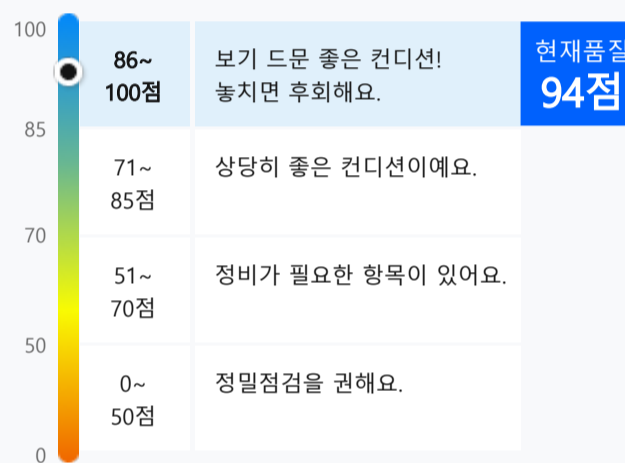 100
86~
100점
보기 드문 좋은 컨디션!
놓치면 후회해요.
현재품질
94점
85
71~
85점
상당히 좋은 컨디션이예요.
70
51~
70점
정비가 필요한 항목이 있어요.
50
0~
50점
정밀점검을 권해요.
0